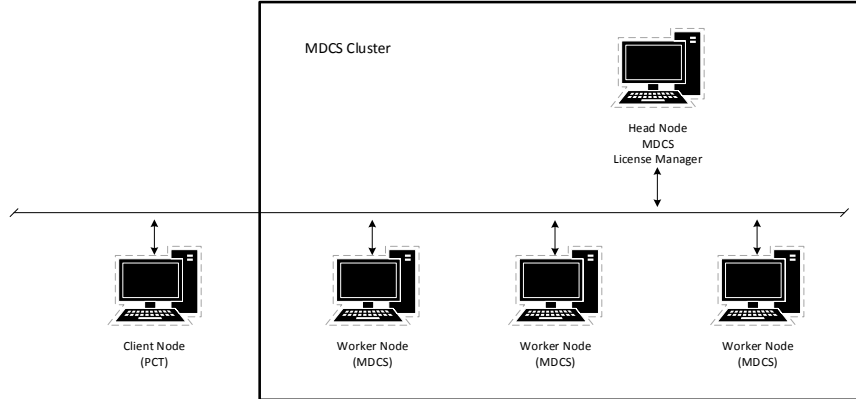 MDCS Cluster
Head Node
MDCS
License Manager
Client Node
(PCT)
Worker Node
(MDCS)
Worker Node
(MDCS)
Worker Node
(MDCS)